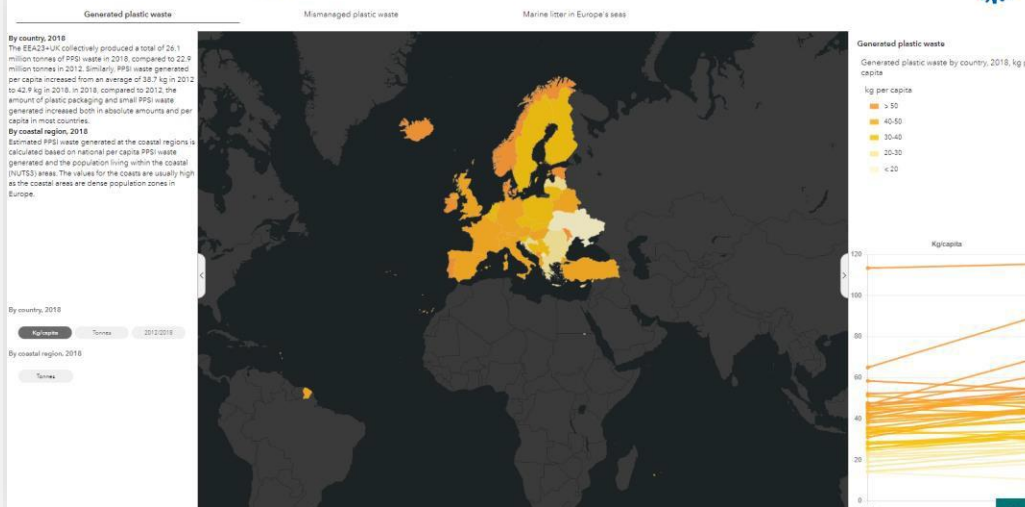 Generated plastic waste
Mismanaged plastic waste
Marine litter in Europe's seas
By country, 2018
The EEA23+UK collectively produced a total of 26.1
million tonnes of PPSI waste in 2018, compared to 22.9
million tonnes in 2012. Similarly, PPSI waste generated
per capita increased from an average of 38.7 kg in 2012
to 42.9 kg in 2018. In 2018, compared to 2012, the
amount of plastic packaging and small PPSI waste
generated increased both in absolute amounts and per
capita in most countries.
By coastal region, 2018
Estimated PPSI waste generated at the coastal regions is
calculated based on national per capita PPSI waste
generated and the population living within the coastal
(NUTS3) areas. The values for the coasts are usually high
as the coastal areas are dense population zones in
Europe.
By country, 2018
Kg/capita
Tonnes
2012/2018
By coastal region, 2018
Tonnes
Generated plastic waste
Generated plastic waste by country, 2018, kg p
capita
kg per capita
> 50
40-50
30-40
20-30
< 20
Kg/capita
120
100
80
60
40
20
0